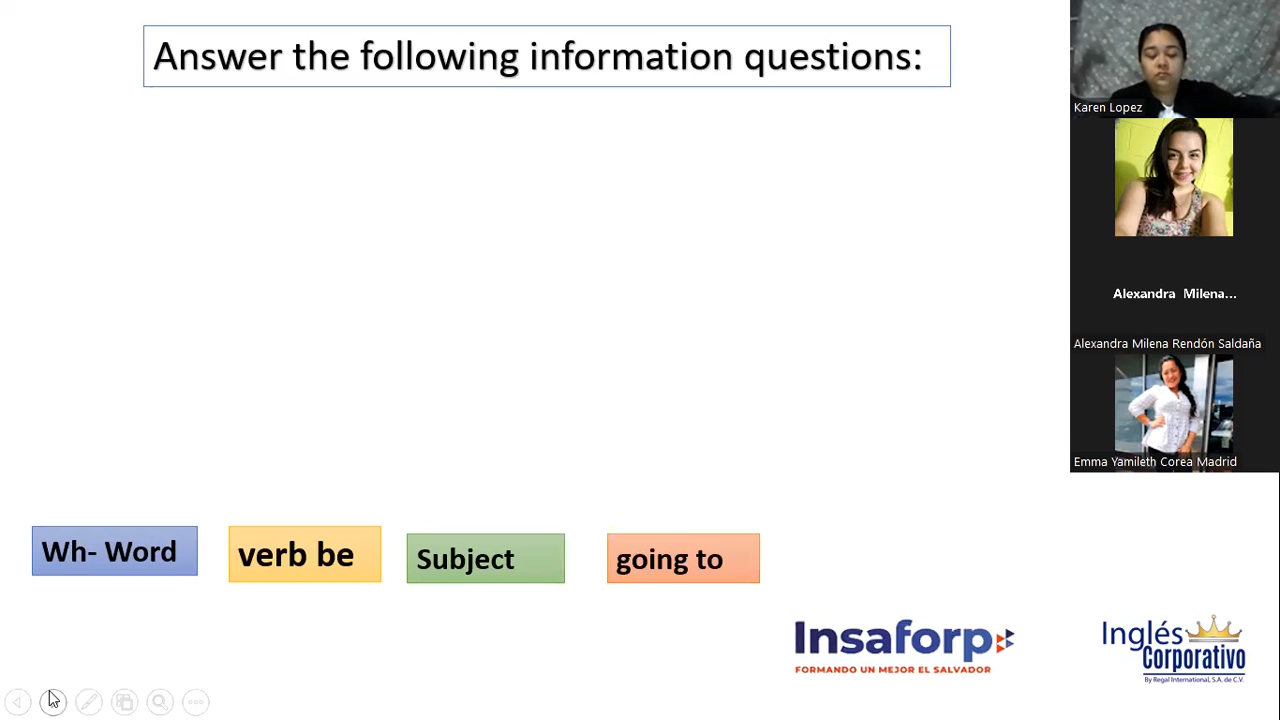 Answer the following information questions:
Karen Lopez
Alexandra Milena...
Alexandra Milena Rendón Saldaña
Emma Yamileth Corea Madrid
Wh- Word
verb be
Subject
going to
Insaforp
FORMANDO UN MEJOR EL SALVADOR
Inglés
Corporativo
By Regal International, S.A. de C.V.